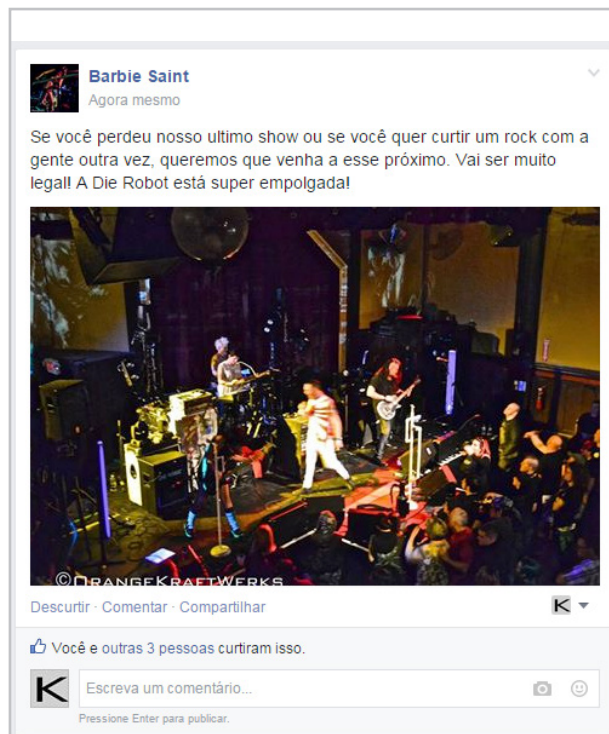 Barbie Saint
Agora mesmo
Se você perdeu nosso ultimo show ou se você quer curtir um rock com a
gente outra vez, queremos que venha a esse próximo. Vai ser muito
legal! A Die Robot está super empolgada!
©ORANGEKRAFTWERKS
Descurtir · Comentar · Compartilhar
K
Você e outras 3 pessoas curtiram isso.
K
Escreva um comentário...
Pressione Enter para publicar.